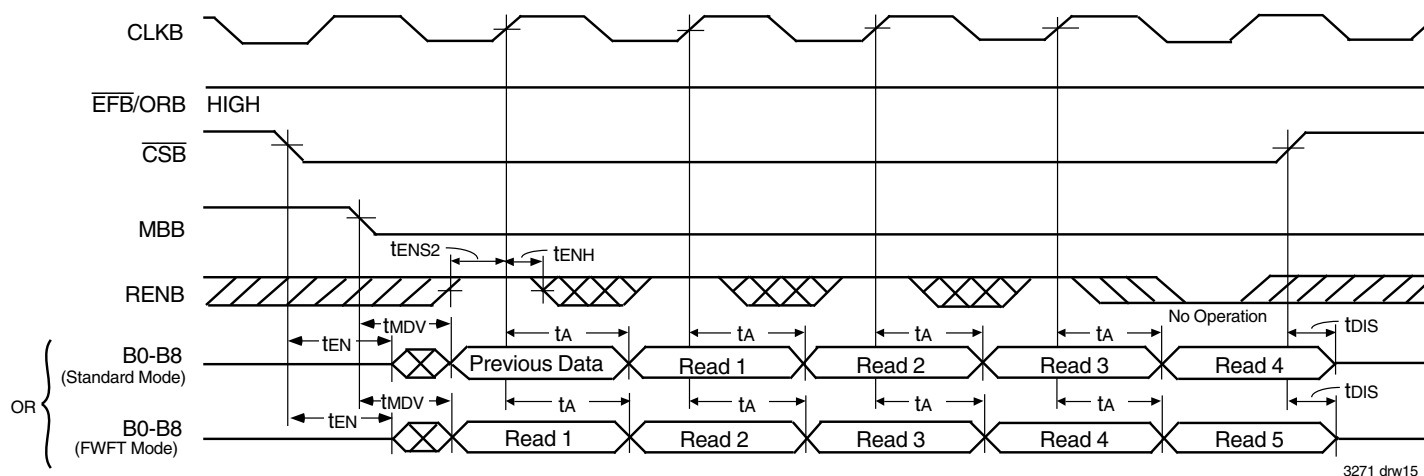 CLKB
EFB/ORB HIGH
CSB
MBB
tENS2 tENH
RENB
No Operation
tMDV tA tA tA tA tDIS
tEN
B0-B8 Previous Data Read 1 Read 2 Read 3 Read 4
(Standard Mode)
OR
tMDV tA tA tA tA tDIS
tEN
B0-B8 Read 1 Read 2 Read 3 Read 4 Read 5
(FWFT Mode)
3271 drw15